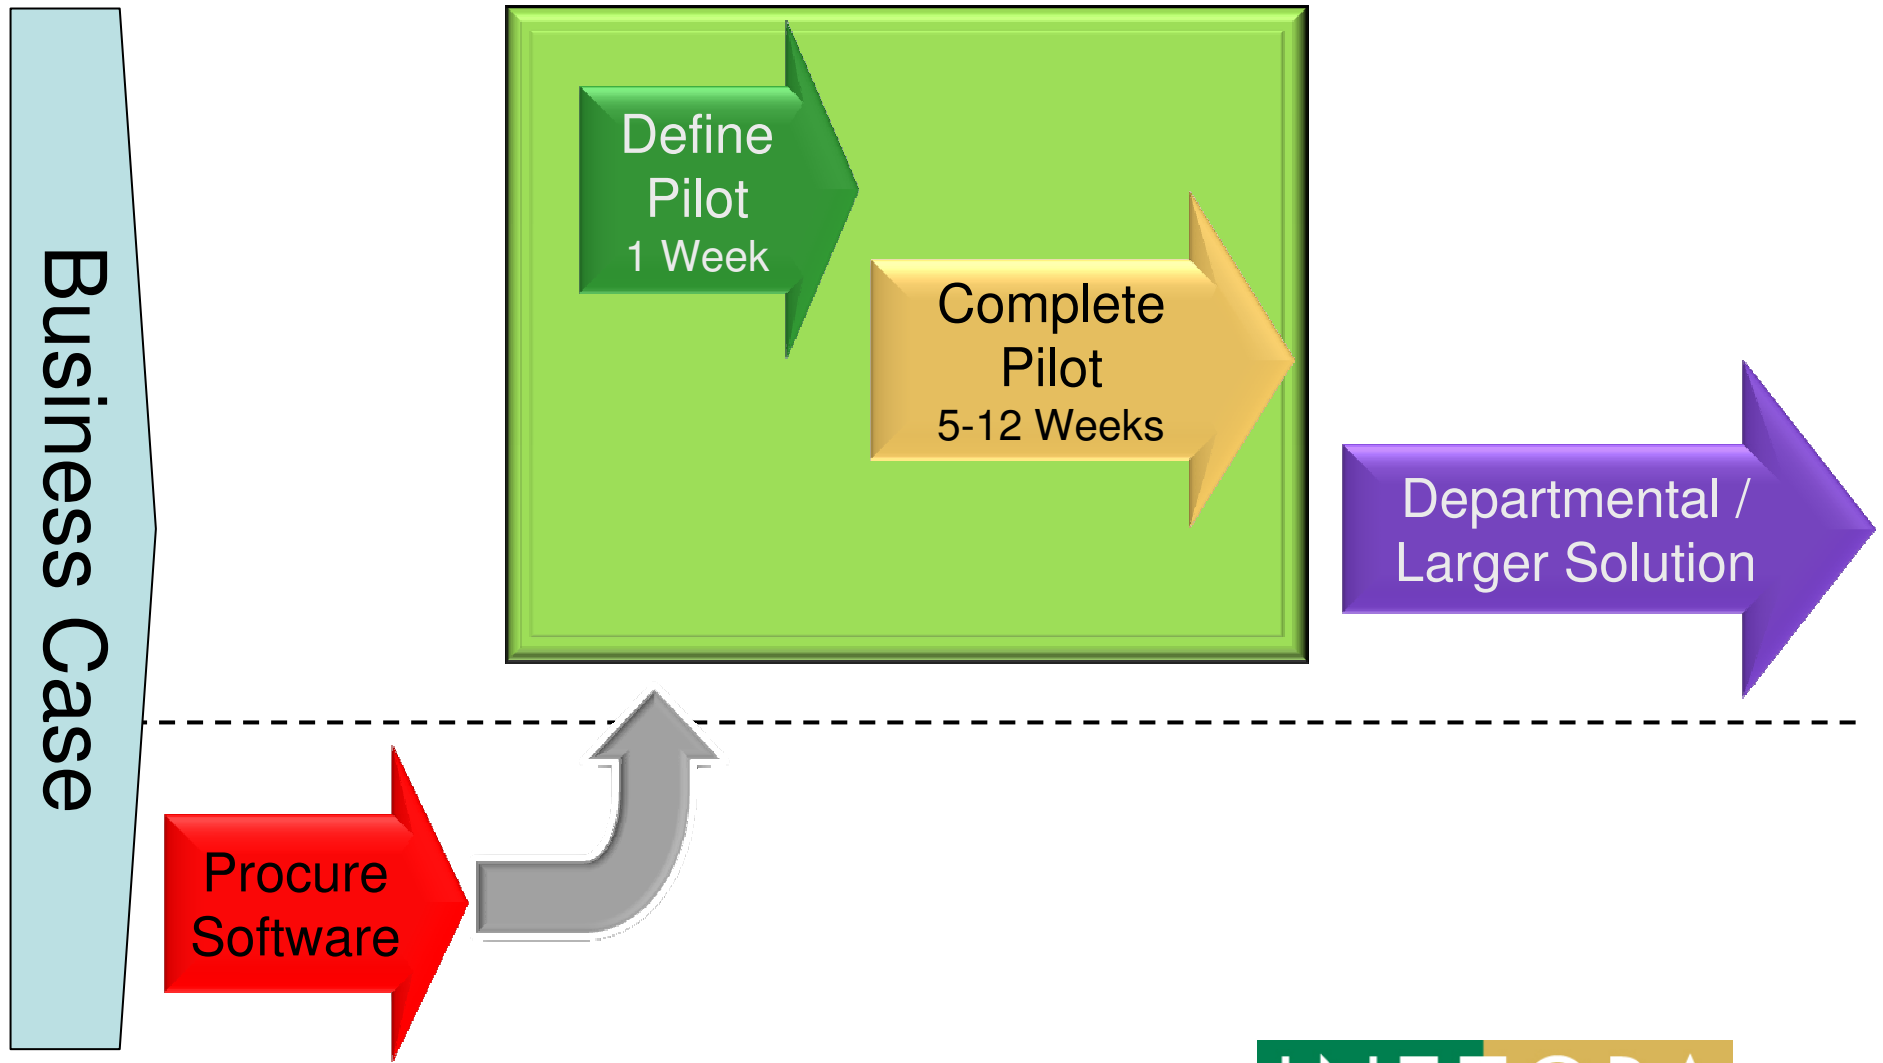 Business Case
Define
Pilot
1 Week
Complete
Pilot
5-12 Weeks
Departmental /
Larger Solution
Procure
Software